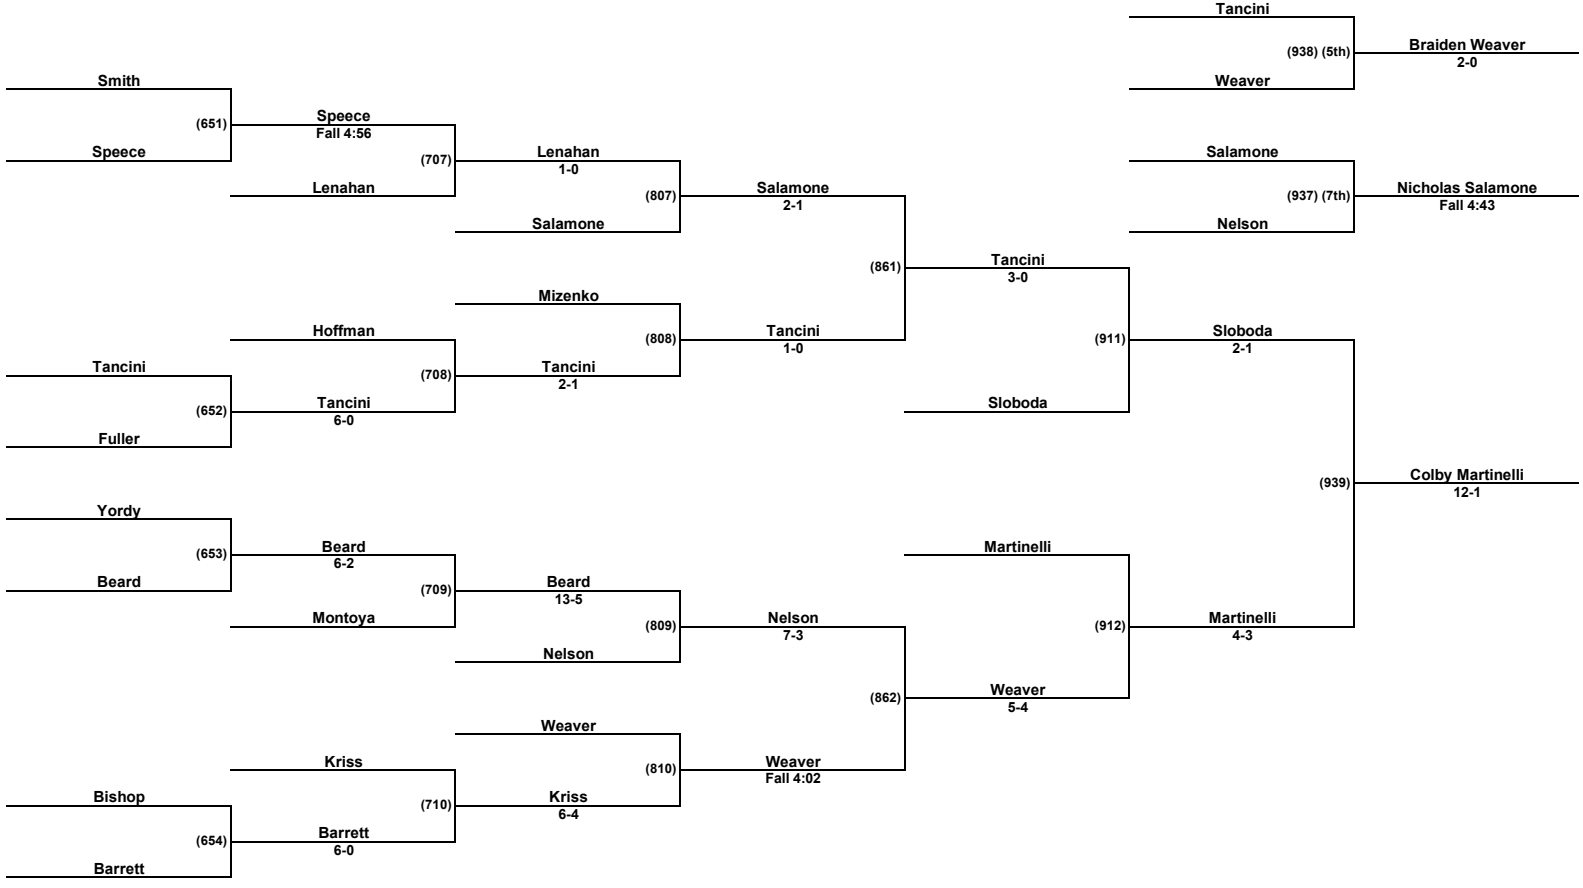 Tancini
(938) (5th)
Braiden Weaver
2-0
Weaver
Smith
(651)
Speece
Fall 4:56
Speece
(707)
Lenahan
1-0
Lenahan
(807)
Salamone
2-1
Salamone
Salamone
(937) (7th)
Nicholas Salamone
Fall 4:43
Nelson
(861)
Tancini
3-0
Mizenko
Hoffman
(808)
Tancini
1-0
Tancini
(708)
Tancini
2-1
(652)
Tancini
6-0
Fuller
(911)
Sloboda
2-1
Sloboda
(939)
Colby Martinelli
12-1
Yordy
(653)
Beard
6-2
Beard
(709)
Beard
13-5
Montoya
(809)
Nelson
7-3
Nelson
Martinelli
(912)
Martinelli
4-3
(862)
Weaver
5-4
Weaver
Kriss
(810)
Weaver
Fall 4:02
Bishop
(710)
Kriss
6-4
(654)
Barrett
6-0
Barrett